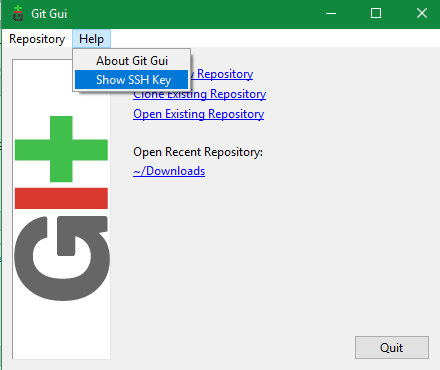 Git Gui
Repository Help
About Git Gui
Show SSH Key
Repository
Clone Existing Repository
Open Existing Repository
Open Recent Repository:
~/Downloads
Git
Quit